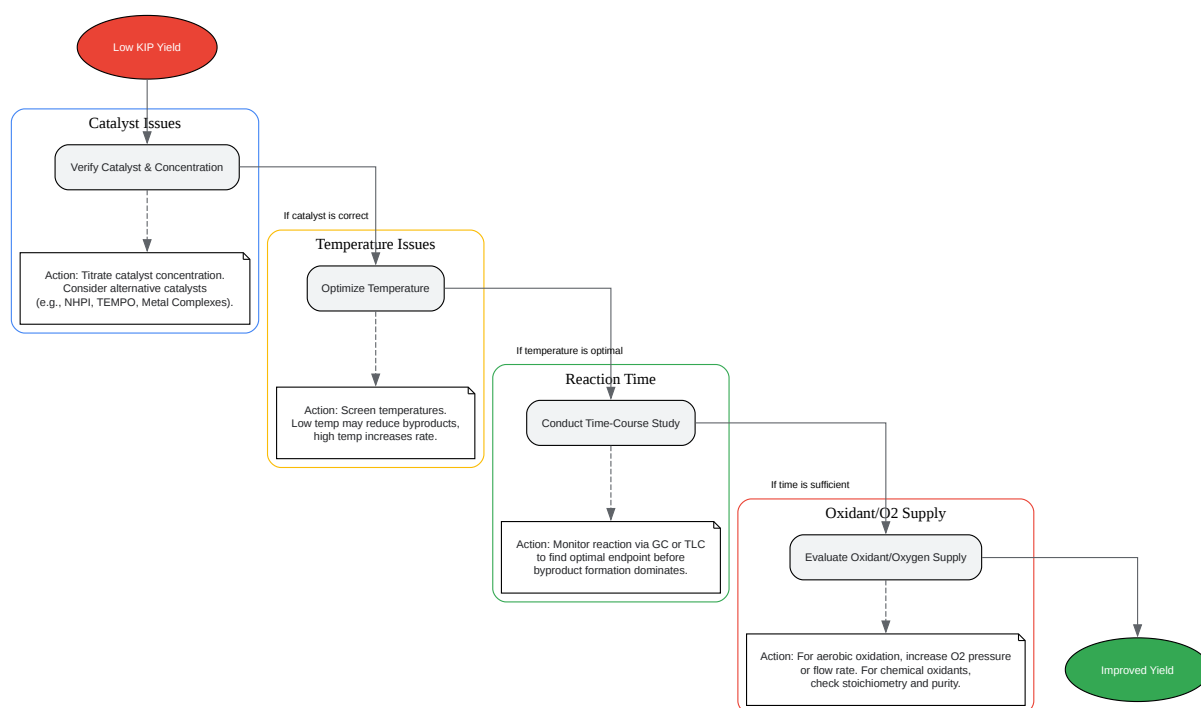 Low KIP Yield
Catalyst Issues
Verify Catalyst & Concentration
Action: Titrate catalyst concentration.
Consider alternative catalysts
(e.g., NHPI, TEMPO, Metal Complexes).
If catalyst is correct
Temperature Issues
Optimize Temperature
Action: Screen temperatures.
Low temp may reduce byproducts,
high temp increases rate.
If temperature is optimal
Reaction Time
Conduct Time-Course Study
Action: Monitor reaction via GC or TLC
to find optimal endpoint before
byproduct formation dominates.
If time is sufficient
Oxidant/O2 Supply
Evaluate Oxidant/Oxygen Supply
Action: For aerobic oxidation, increase O2 pressure
or flow rate. For chemical oxidants,
check stoichiometry and purity.
Improved Yield